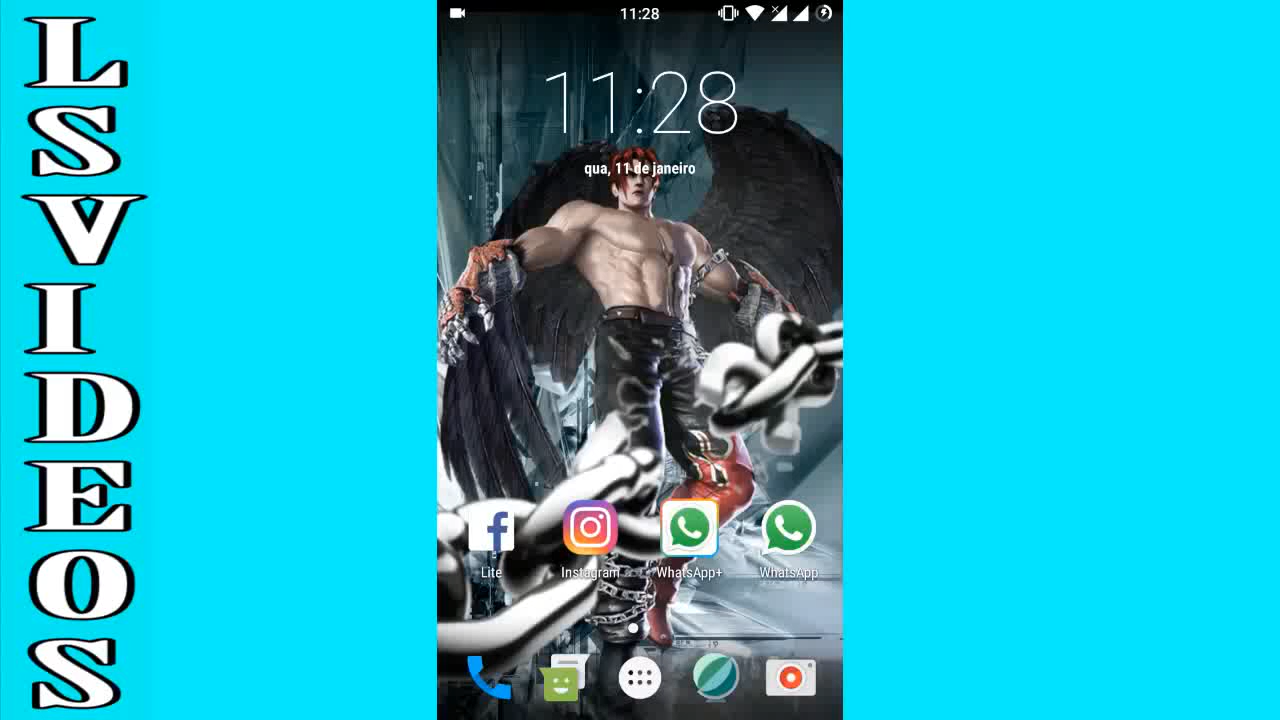 LSVIDEOS
11:28
11:28
qua, 11 de janeiro
Lite
Instagram
WhatsApp+
WhatsApp